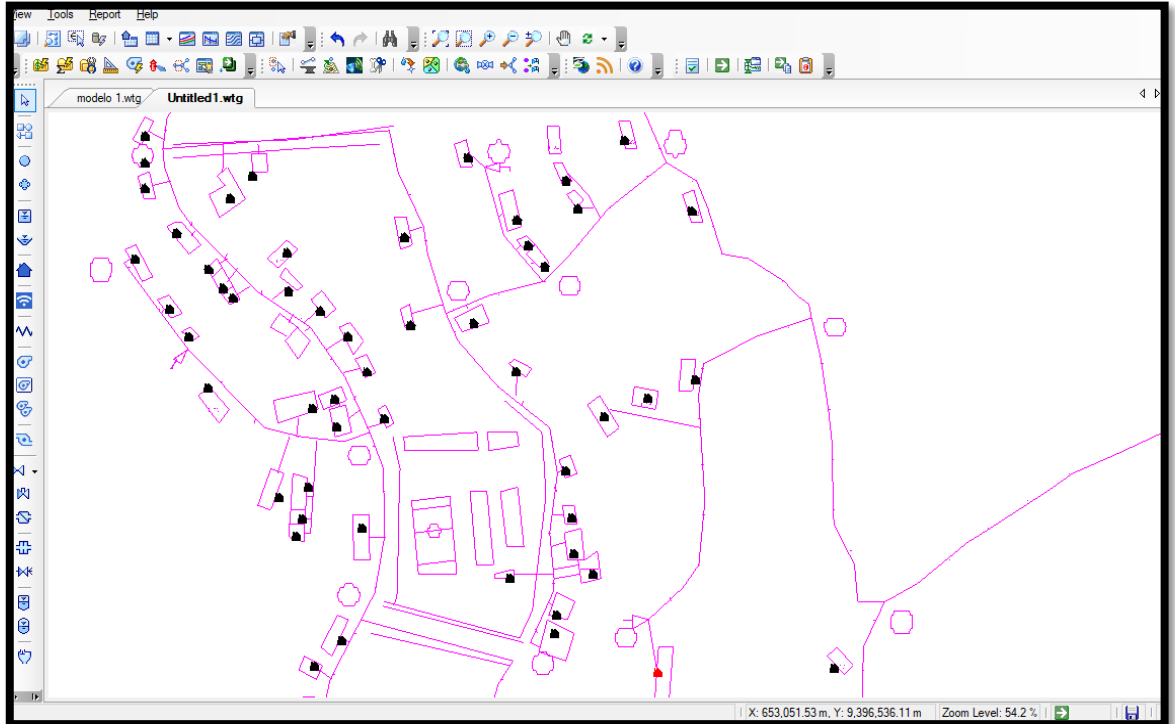 View Tools Report Help
modelo 1.wtg Untitled1.wtg
X: 653,051.53 m, Y: 9,396,536.11 m Zoom Level: 54.2 %